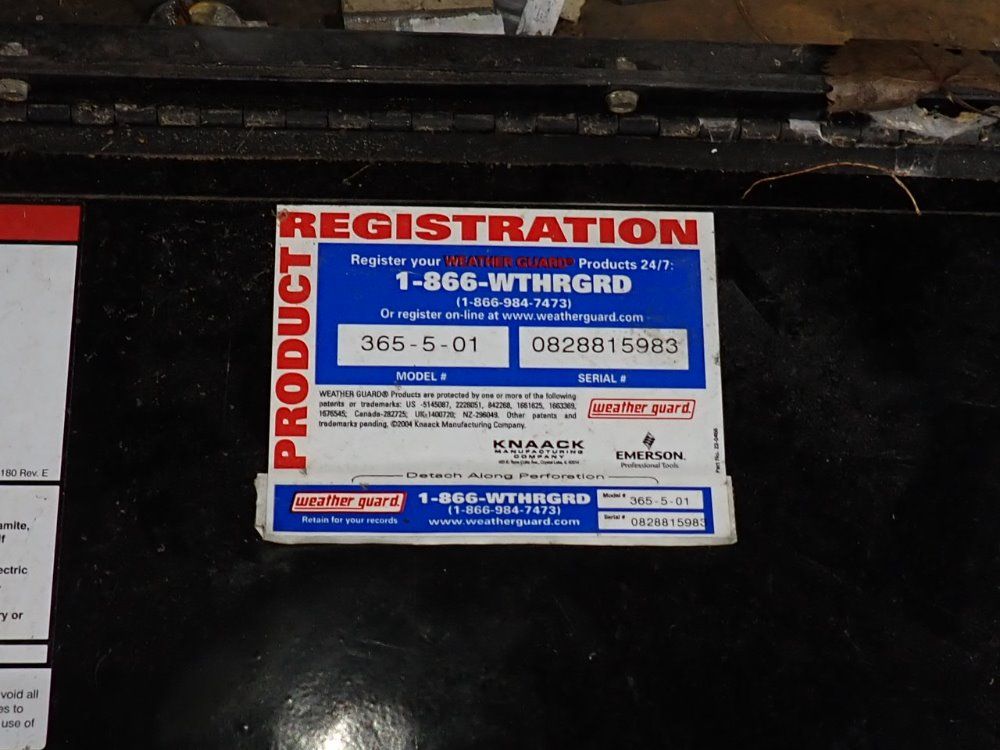 PRODUCT
REGISTRATION
Register your WEATHER GUARD® Products 24/7:
1-866-WTHRGRD
(1-866-984-7473)
Or register on-line at www.weatherguard.com
365-5-01
0828815983
MODEL #
SERIAL #
WEATHER GUARD® Products are protected by one or more of the following
patents or trademarks: US -5145087, 2228051, 842268, 1661625, 1663369,
1676545; Canada-282725; UK-1400720; NZ-296049. Other patents and
trademarks pending. ©2004 Knaack Manufacturing Company.
weather guard.
KNAACK
MANUFACTURING
COMPANY
EMERSON.
Professional Tools
Detach Along Perforation
weather guard.
Retain for your records
1-866-WTHRGRD
(1-866-984-7473)
www.weatherguard.com
Model # 365-5-01
Serial # 0828815983
180 Rev. E
amite,
ectric
ry or
void all
es to
use of